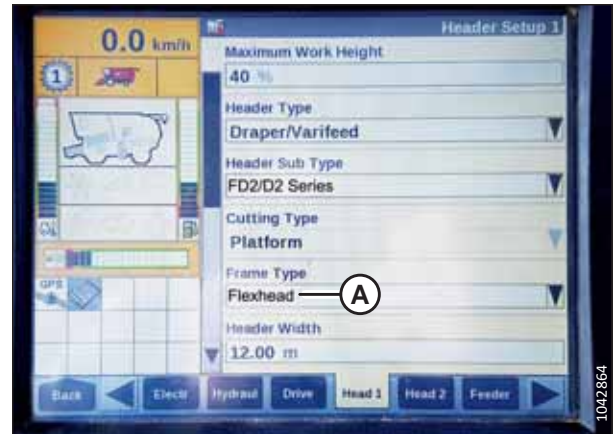 0.0 km/h
Header Setup 1
1
Maximum Work Height
40 %
Header Type
Draper/Varifeed
Header Sub Type
FD2/D2 Series
Cutting Type
Platform
Frame Type
Flexhead
A
Header Width
12.00 m
GPS
Back
Electr
Hydraul
Drive
Head 1
Head 2
Feeder
1042864